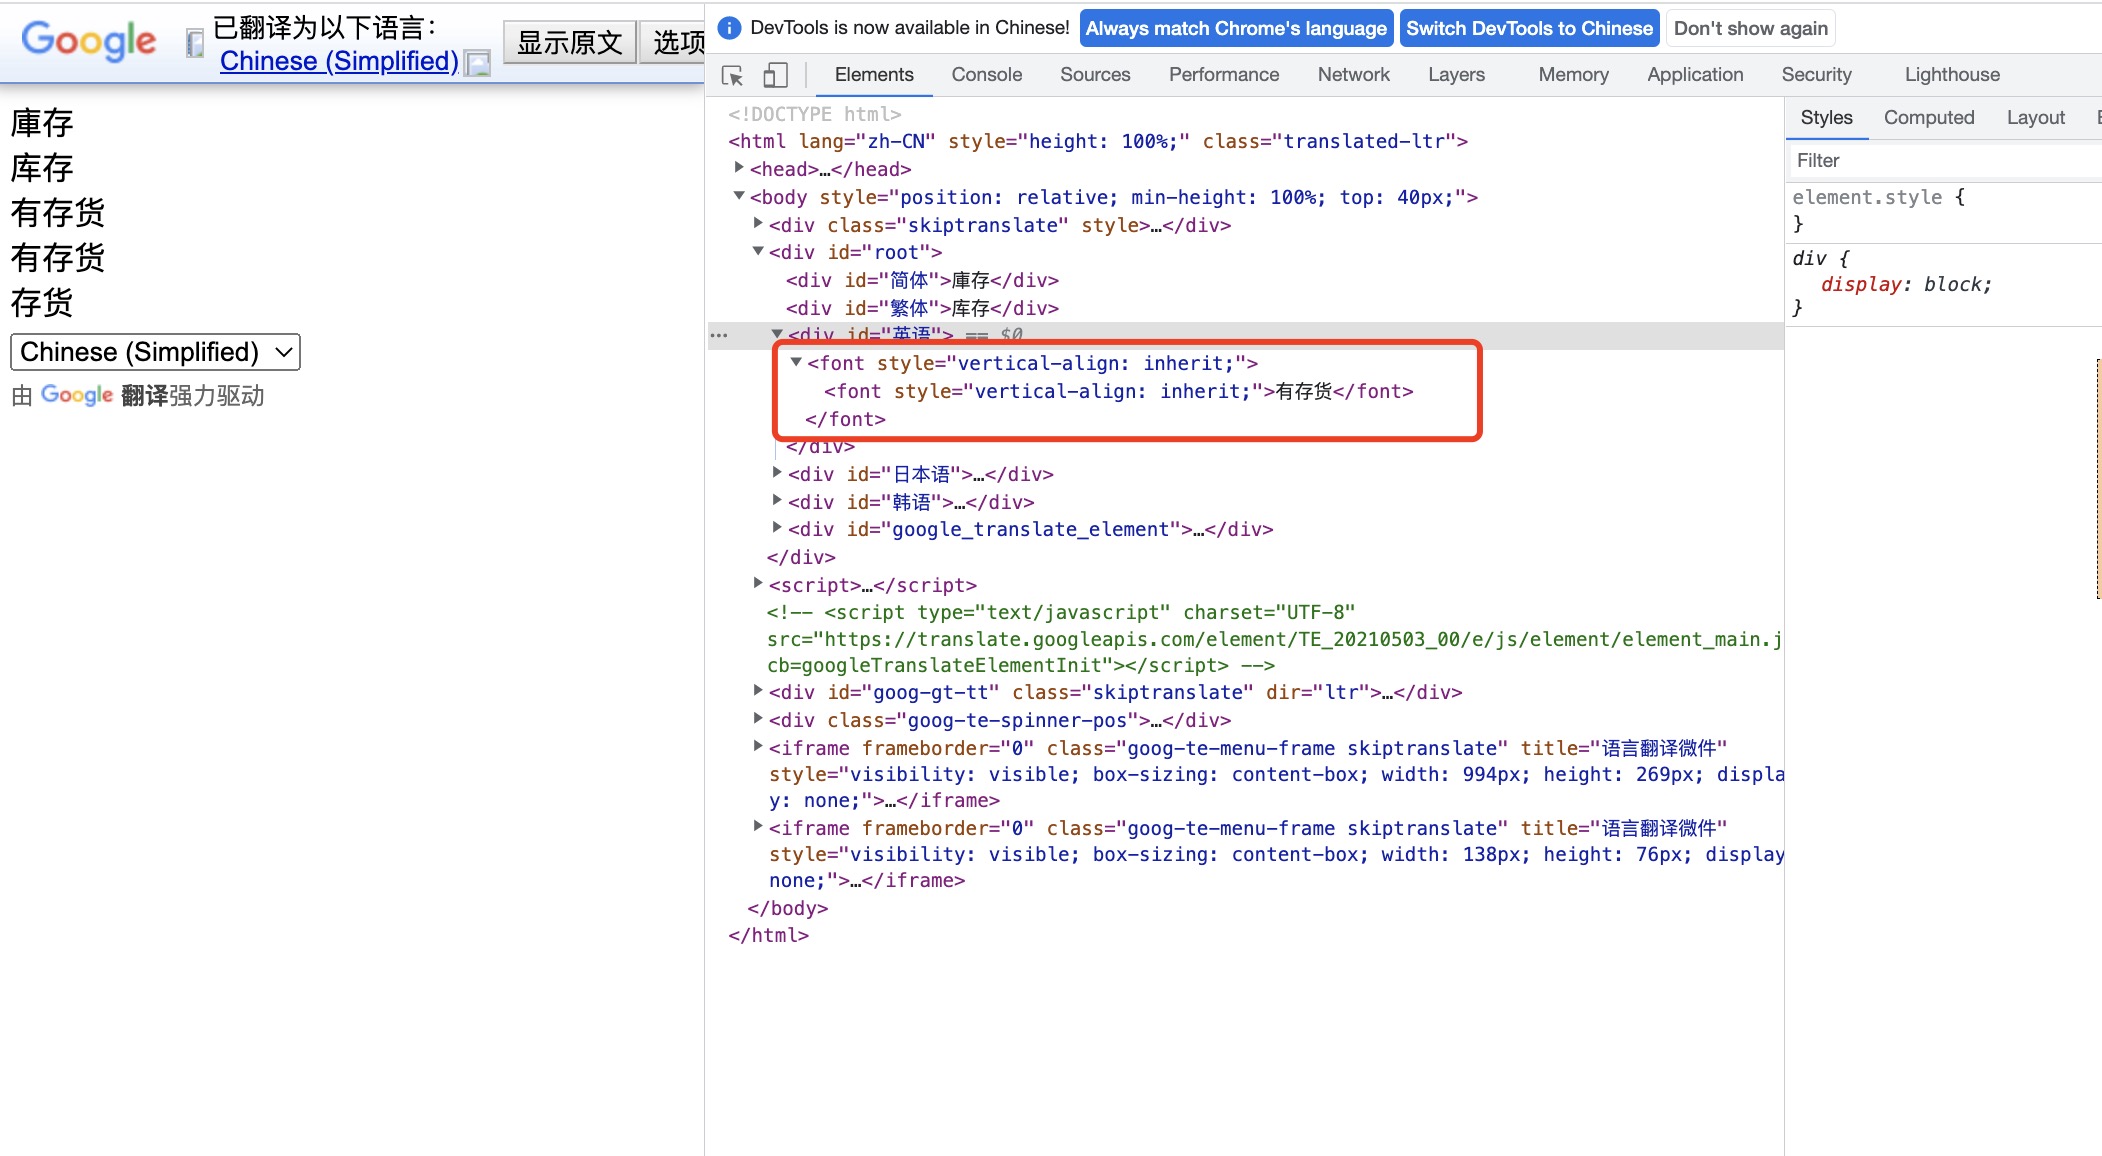 Google
已翻译为以下语言：
Chinese (Simplified)
显示原文
选项
庫存
库存
有存货
有存货
存货
Chinese (Simplified)
由 Google 翻译强力驱动
DevTools is now available in Chinese!
Always match Chrome's language
Switch DevTools to Chinese
Don't show again
Elements
Console
Sources
Performance
Network
Layers
Memory
Application
Security
Lighthouse
<!DOCTYPE html>
<html lang="zh-CN" style="height: 100%;" class="translated-ltr">
<head>…</head>
<body style="position: relative; min-height: 100%; top: 40px;">
<div class="skiptranslate" style>…</div>
<div id="root">
<div id="简体">庫存</div>
<div id="繁体">库存</div>
<div id="英语"> == $0
<font style="vertical-align: inherit;">
<font style="vertical-align: inherit;">有存货</font>
</font>
</div>
<div id="日本语">…</div>
<div id="韩语">…</div>
<div id="google_translate_element">…</div>
</div>
<script>…</script>
<!-- <script type="text/javascript" charset="UTF-8"
src="https://translate.googleapis.com/element/TE_20210503_00/e/js/element/element_main.j
cb=googleTranslateElementInit"></script> -->
<div id="goog-gt-tt" class="skiptranslate" dir="ltr">…</div>
<div class="goog-te-spinner-pos">…</div>
<iframe frameborder="0" class="goog-te-menu-frame skiptranslate" title="语言翻译微件"
style="visibility: visible; box-sizing: content-box; width: 994px; height: 269px; displa
y: none;">…</iframe>
<iframe frameborder="0" class="goog-te-menu-frame skiptranslate" title="语言翻译微件"
style="visibility: visible; box-sizing: content-box; width: 138px; height: 76px; display
none;">…</iframe>
</body>
</html>
Styles
Computed
Layout
Filter
element.style {
}
div {
display: block;
}